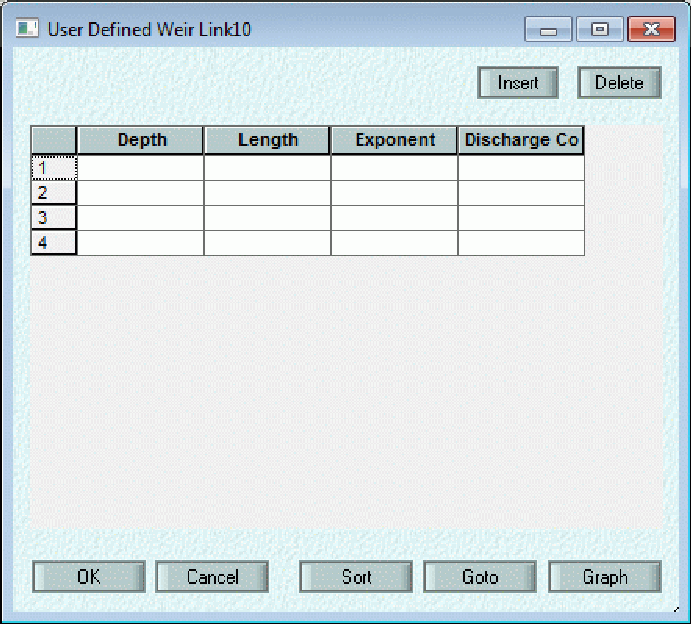 User Defined Weir Link10
Insert Delete
Depth Length Exponent Discharge Co
1
2
3
4
OK Cancel Sort Goto Graph